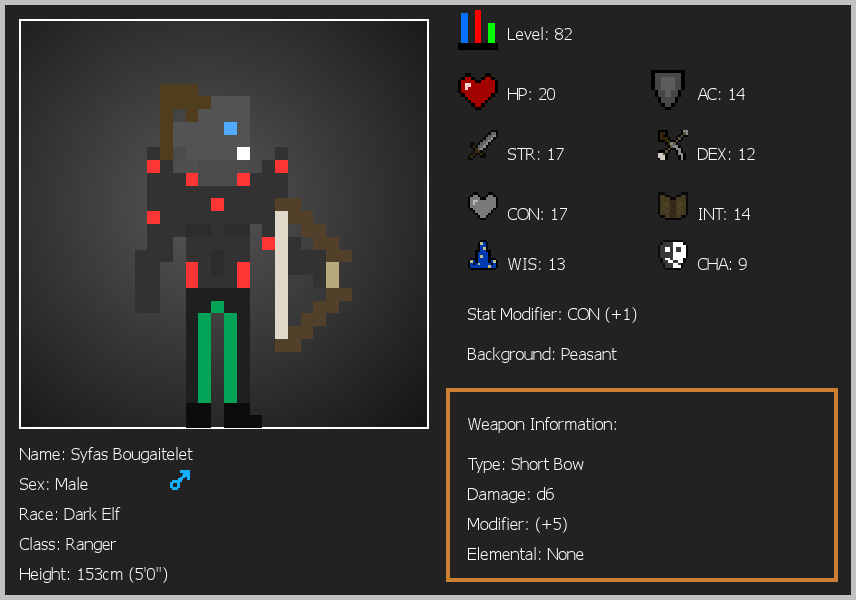 Level: 82
HP: 20
AC: 14
STR: 17
DEX: 12
CON: 17
INT: 14
WIS: 13
CHA: 9
Stat Modifier: CON (+1)
Background: Peasant
Weapon Information:
Type: Short Bow
Damage: d6
Modifier: (+5)
Elemental: None
Name: Syfas Bougaitelet
Sex: Male
Race: Dark Elf
Class: Ranger
Height: 153cm (5'0")